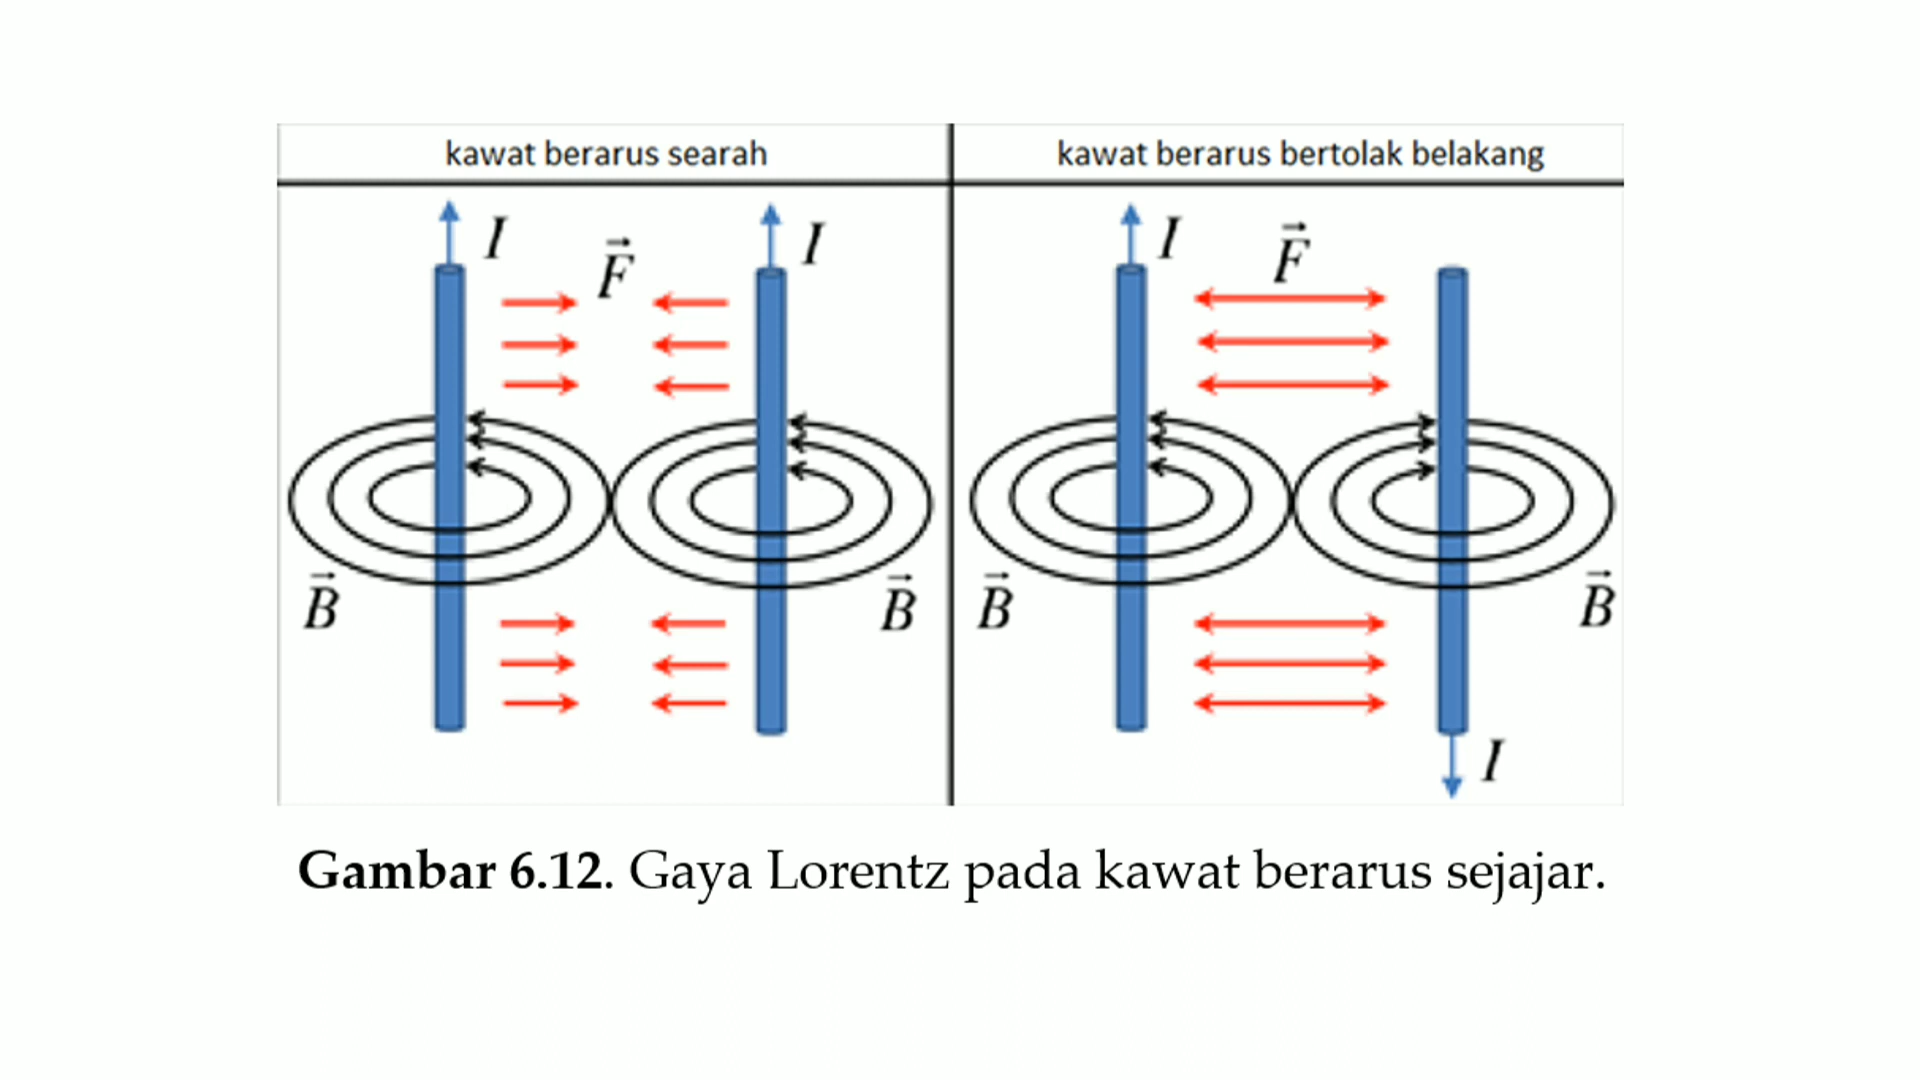 kawat berarus searah
kawat berarus bertolak belakang
I
F⃗
I
I
F⃗
B⃗
B⃗
B⃗
B⃗
I
Gambar 6.12. Gaya Lorentz pada kawat berarus sejajar.